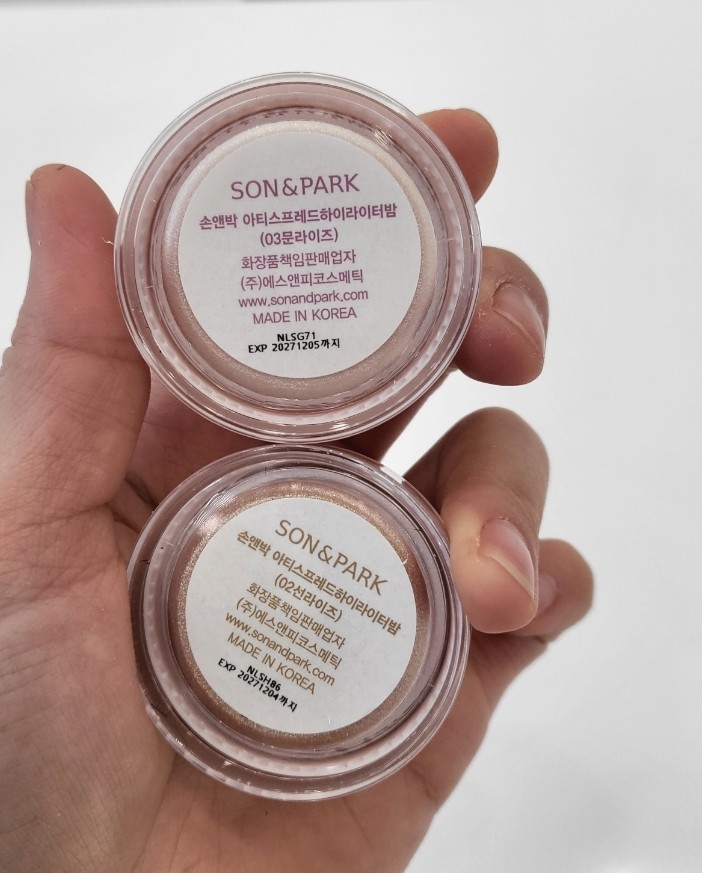 SON&PARK
손앤박 아티스프레드하이라이터밤
(03문라이즈)
화장품책임판매업자
(주)에스앤피코스메틱
www.sonandpark.com
MADE IN KOREA
NLSG71
EXP 20271205까지
SON&PARK
손앤박 아티스프레드하이라이터밤
(02선라이즈)
화장품책임판매업자
(주)에스앤피코스메틱
www.sonandpark.com
MADE IN KOREA
NLSH86
EXP 20271204까지